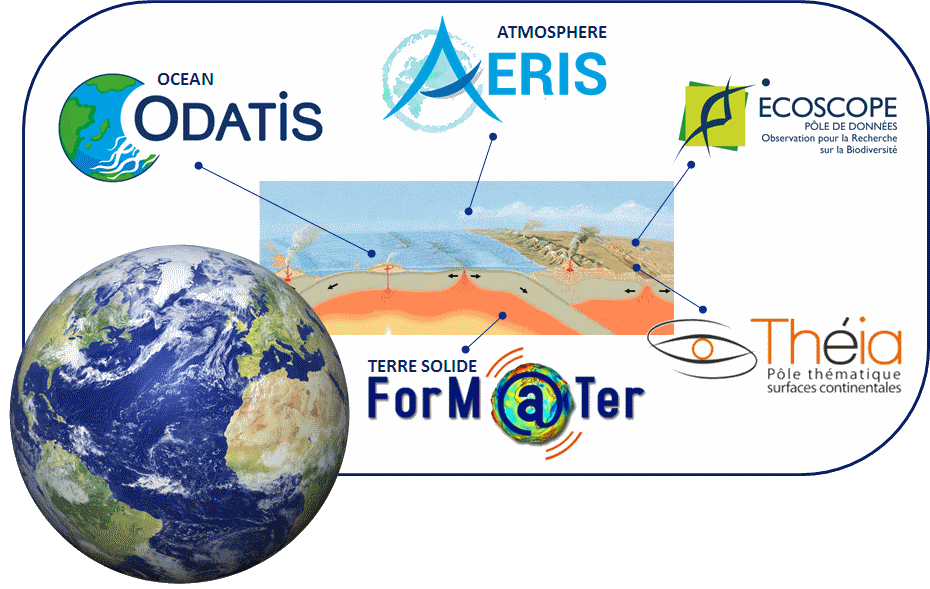 OCEAN
ODATIS
ATMOSPHERE
AERIS
ÉCOSCOPE
PÔLE DE DONNÉES
Observation pour la Recherche
sur la Biodiversité
TERRE SOLIDE
ForM@Ter
Théia
Pôle thématique
surfaces continentales